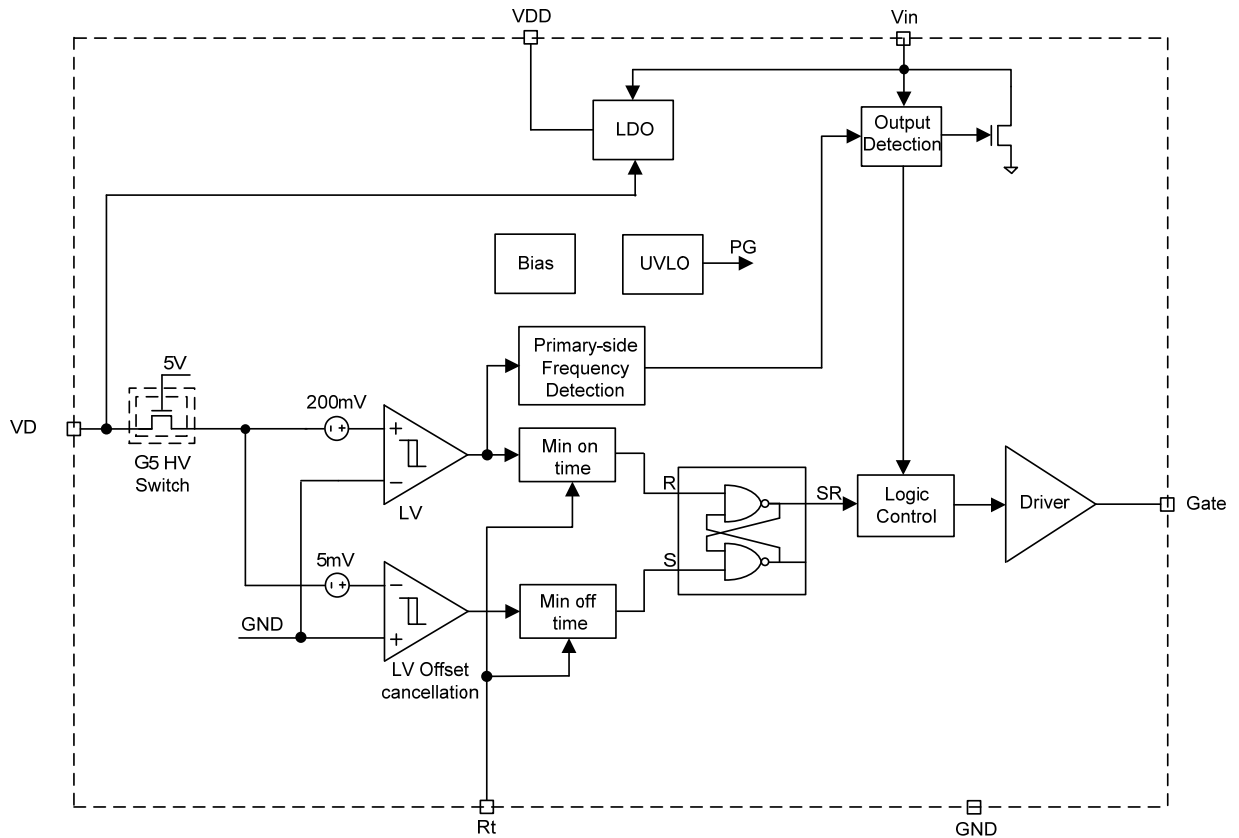 VDD
Vin
LDO
Output
Detection
Bias
UVLO
PG
Primary-side
Frequency
Detection
5V
VD
G5 HV
Switch
200mV
+
−
LV
Min on
time
R
SR
Logic
Control
Driver
Gate
5mV
−
+
S
Min off
time
GND
LV Offset
cancellation
Rt
GND